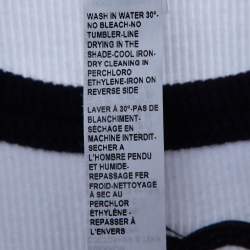 WASH IN WATER 30°-
NO BLEACH-NO
TUMBLER-LINE
DRYING IN THE
SHADE-COOL IRON-
DRY CLEANING IN
PERCHLORO
ETHYLENE-IRON ON
REVERSE SIDE
LAVER À 30°-PAS DE
BLANCHIMENT-
SÉCHAGE EN
MACHINE INTERDIT-
SECHER A
L'HOMBRE PENDU
ET HUMIDE-
REPASSAGE FER
FROID-NETTOYAGE
À SEC AU
PERCHLOR
ETHYLÈNE-
REPASSER À
L'ENVERS